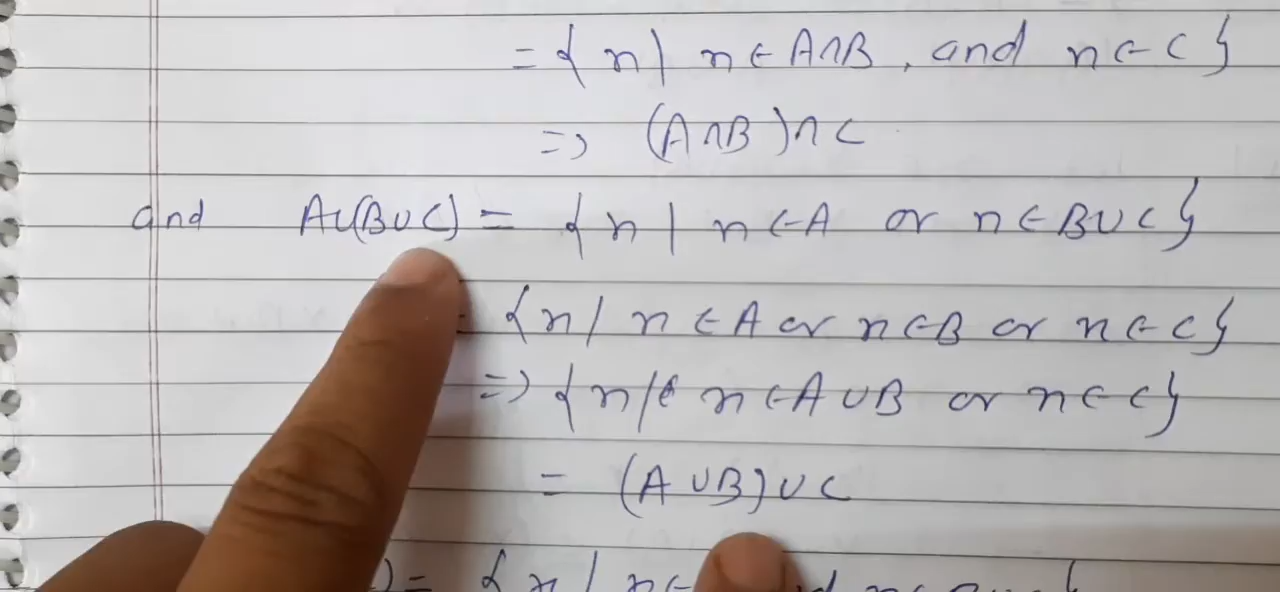 = { n | n ∈ A∩B, and n ∈ C }
=> (A∩B)∩C
and A∪(B∪C) = { n | n ∈ A or n ∈ B∪C }
= { n / n ∈ A or n ∈ B or n ∈ C }
=> { n / n ∈ A∪B or n ∈ C }
= (A∪B)∪C
) = { n / n ∈